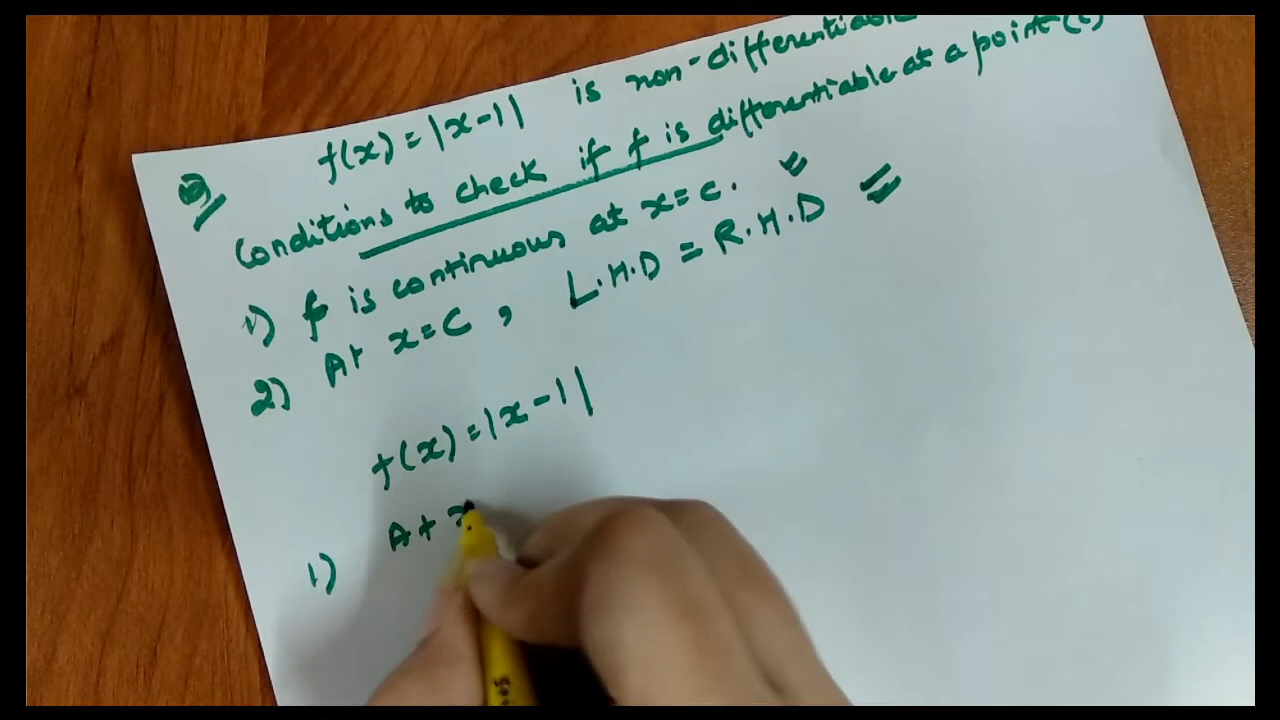 Q) f(x) = |x-1| is non-differentiable
Conditions to check if f is differentiable at a point (c)
1) f is continuous at x=c.
2) At x=c, L.H.D = R.H.D
f(x) = |x-1|
1) At x